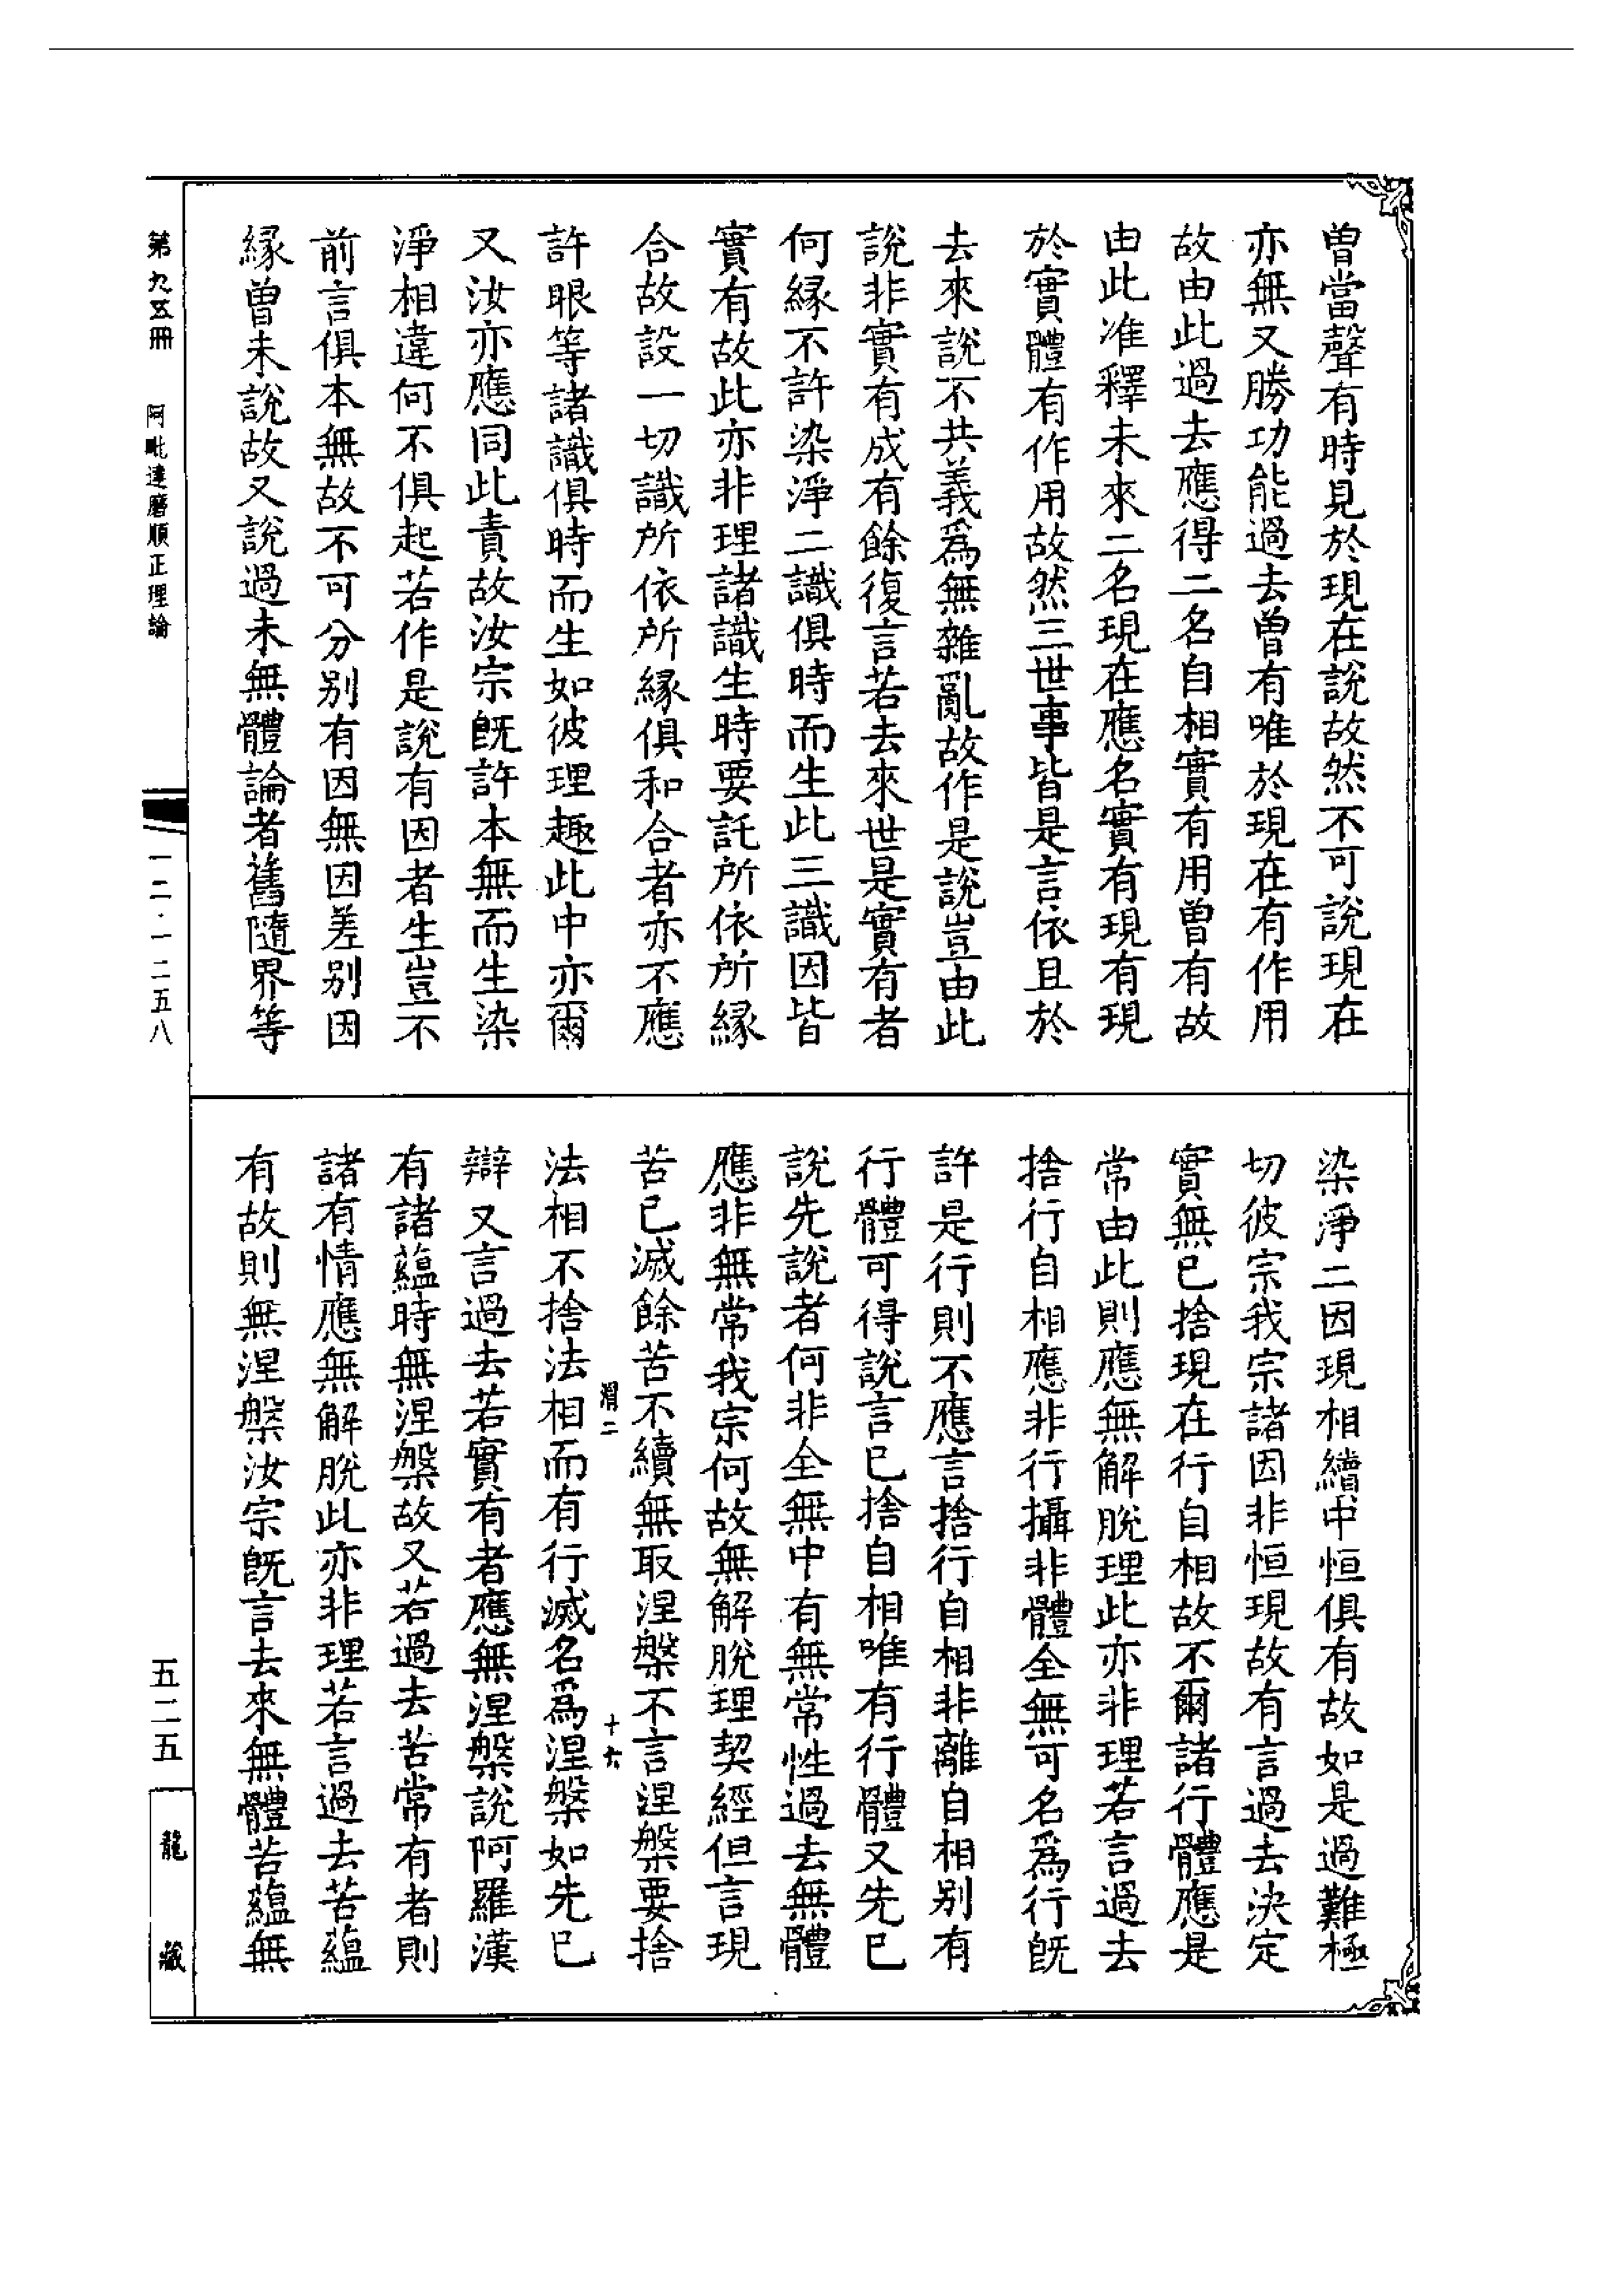 曾當聲有時見於現在說故然不可說現在
亦無又勝功能過去曾有唯於現在有作用
故由此過去應得二名自相實有用曾有故
由此准釋未來二名現在應名實有現有現
於實體有作用故然三世事皆是言依且於
去來說不共義爲無雜亂故作是說豈由此
說非實有成有餘復言若去來世是實有者
何緣不許染淨二識俱時而生此三識因皆
實有故此亦非理諸識生時要託所依所緣
合故設一切識所依所緣俱和合者亦不應
許眼等諸識俱時而生如彼理趣此中亦爾
又汝亦應同此責故汝宗既許本無而生染
淨相違何不俱起若作是說有因者生豈不
前言俱本無故不可分别有因無因差别因
緣曾未說故又說過未無體論者舊隨界等
染淨二因現相續中恒俱有故如是過難極
切彼宗我宗諸因非恒現故有言過去決定
實無已捨現在行自相故不爾諸行體應是
常由此則應無解脫理此亦非理若言過去
捨行自相應非行攝非體全無可名爲行既
許是行則不應言捨行自相非離自相别有
行體可得說言已捨自相唯有行體又先已
說先說者何非全無中有無常性過去無體
應非無常我宗何故無解脫理契經但言現
苦已滅餘苦不續無取涅槃不言涅槃要捨
法相不捨法相而有行滅名爲涅槃如先已
辯又言過去若實有者應無涅槃說阿羅漢
有諸蘊時無涅槃故又若過去苦常有者則
諸有情應無解脫此亦非理若言過去苦蘊
有故則無涅槃汝宗既言去來無體苦蘊無
渭二
十六
第九五冊
阿毗達磨順正理論
一二·一二五八
五二五
龍藏